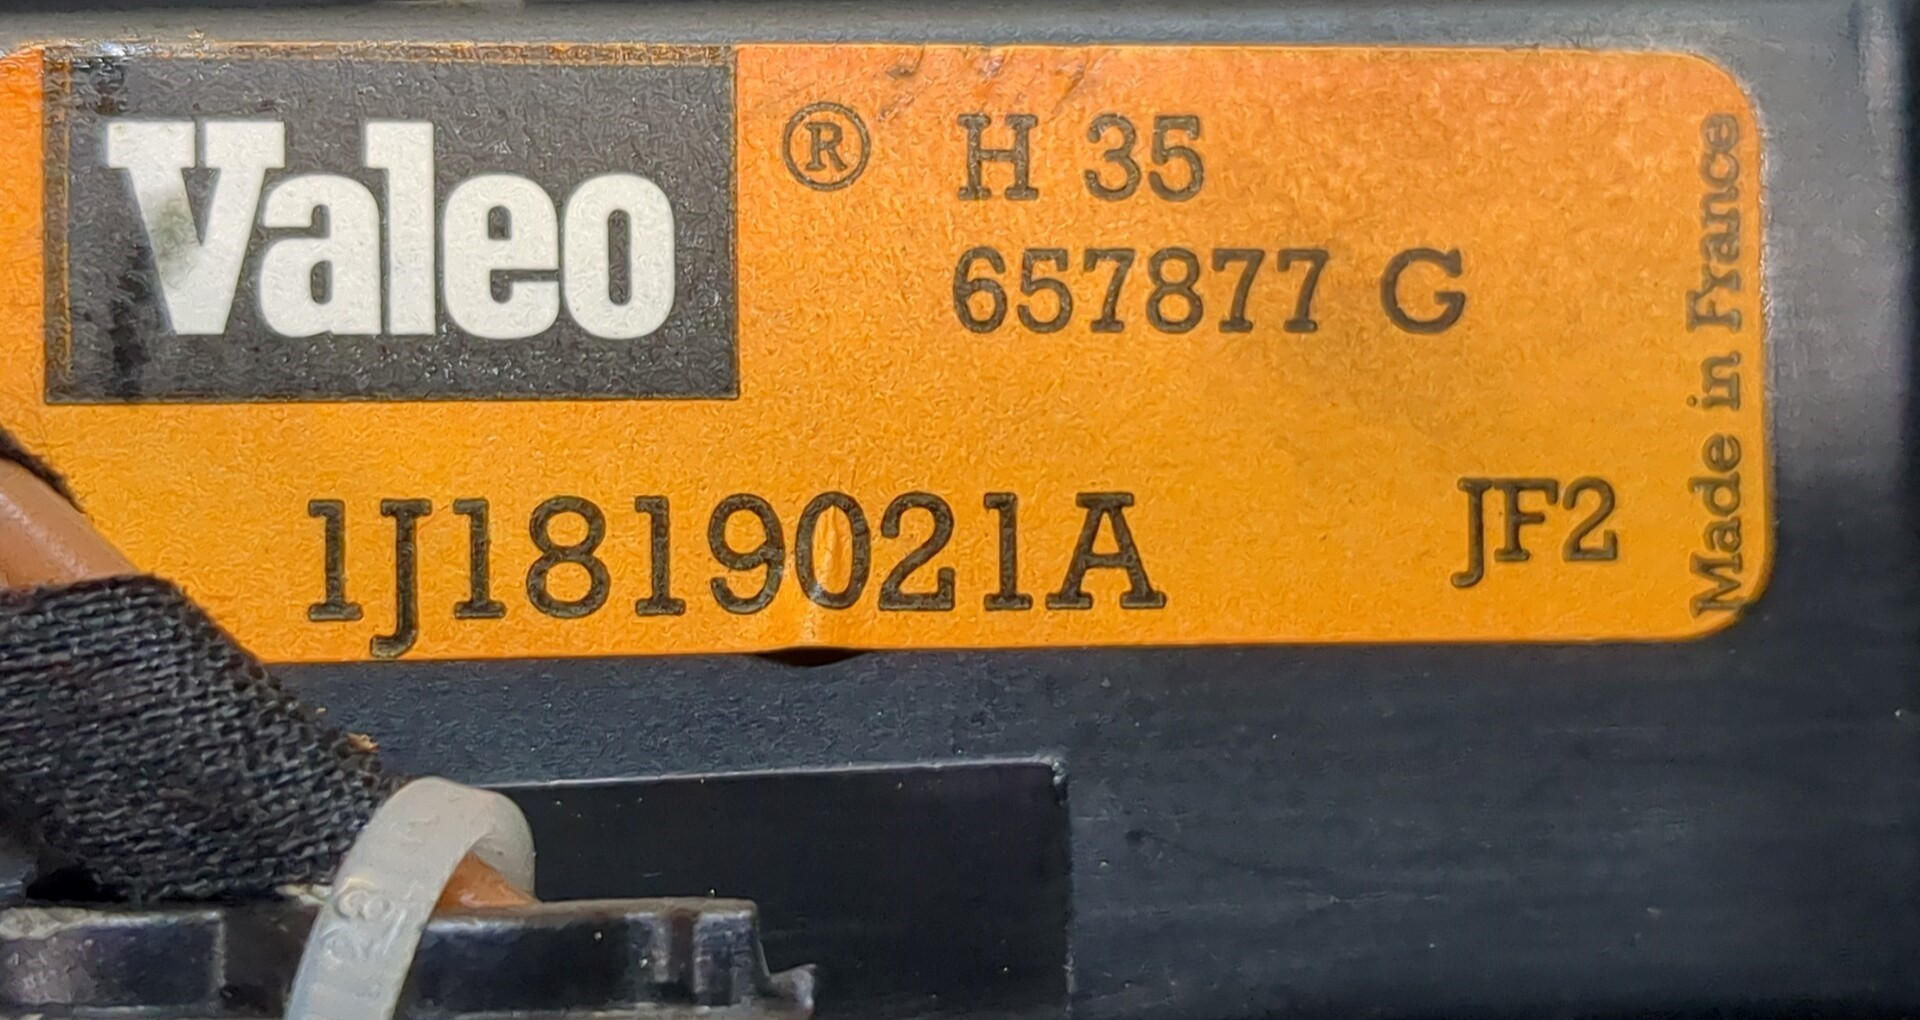 Valeo ® H 35
657877 G
1J1819021A JF2
Made in France